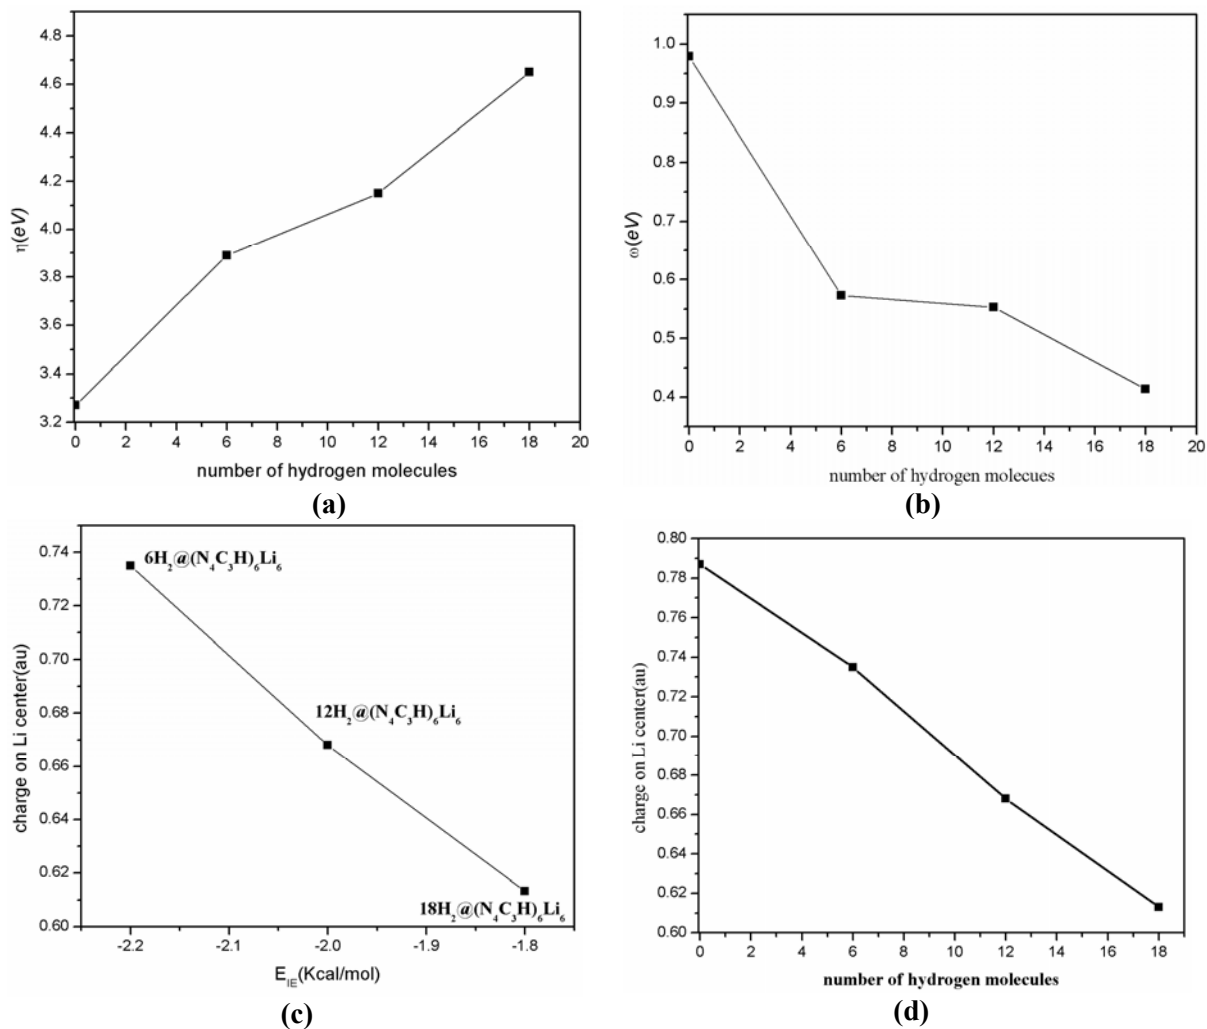 4.8
4.6
4.4
4.2
4.0
3.8
3.6
3.4
3.2
η(eV)
0 2 4 6 8 10 12 14 16 18 20
number of hydrogen molecules
(a)
1.0
0.9
0.8
0.7
0.6
0.5
0.4
ω(eV)
0 2 4 6 8 10 12 14 16 18 20
number of hydrogen molecues
(b)
0.74
0.72
0.70
0.68
0.66
0.64
0.62
0.60
charge on Li center(au)
6H₂@(N₄C₃H)₆Li₆
12H₂@(N₄C₃H)₆Li₆
18H₂@(N₄C₃H)₆Li₆
-2.2 -2.1 -2.0 -1.9 -1.8
E_IE(Kcal/mol)
(c)
0.80
0.78
0.76
0.74
0.72
0.70
0.68
0.66
0.64
0.62
0.60
charge on Li center(au)
0 2 4 6 8 10 12 14 16 18
number of hydrogen molecules
(d)